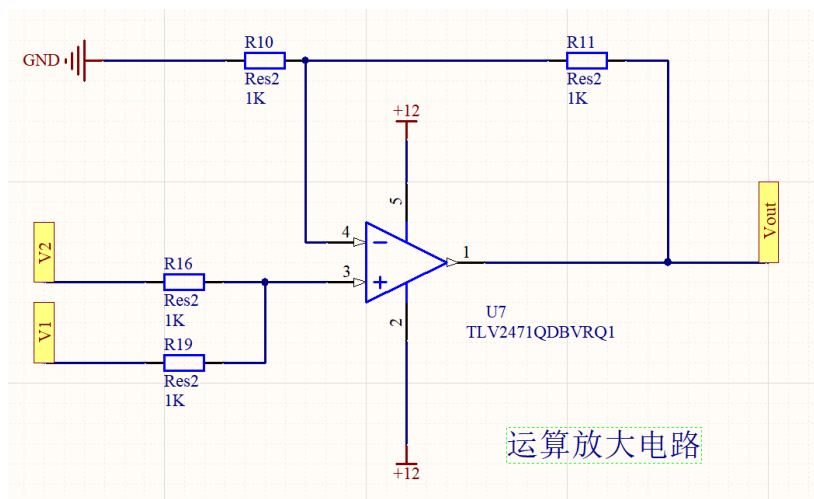 R10
R11
GND
Res2
Res2
1K
1K
+12
5
V2
4
1
Vout
R16
3
Res2
1K
U7
TLV2471QDBVRQ1
V1
2
R19
Res2
1K
运算放大电路
+12